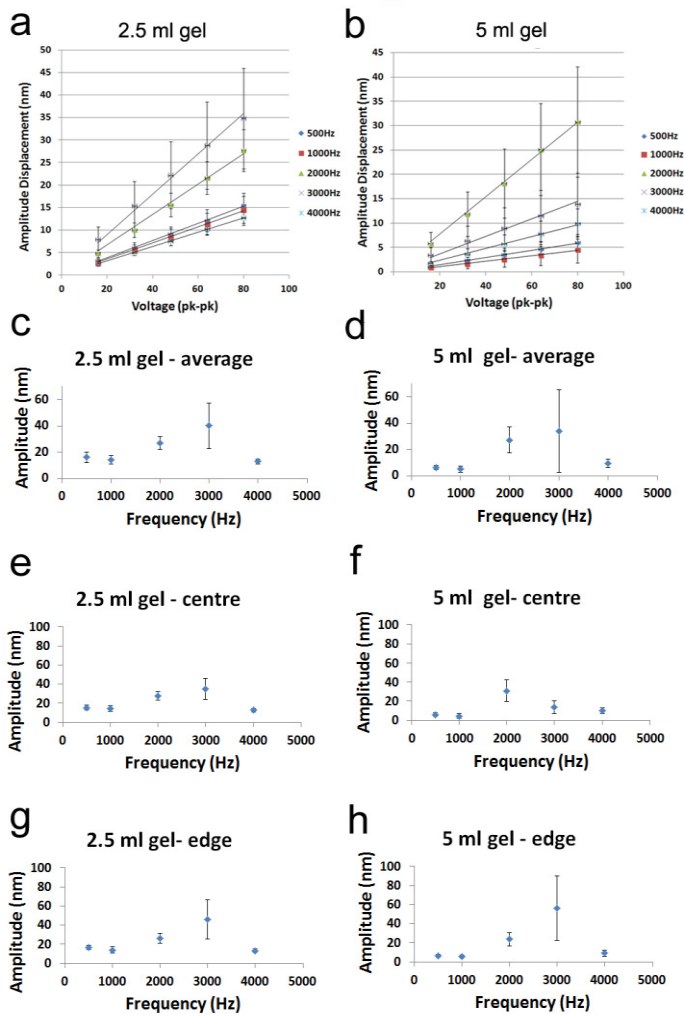 a 2.5 ml gel
Amplitude Displacement (nm)
50
45
40
35
30
25
20
15
10
5
0
0 20 40 60 80 100
Voltage (pk-pk)
500Hz
1000Hz
2000Hz
3000Hz
4000Hz
b 5 ml gel
Amplitude Displacement (nm)
45
40
35
30
25
20
15
10
5
0
0 20 40 60 80 100
Voltage (pk-pk)
500Hz
1000Hz
2000Hz
3000Hz
4000Hz
c
2.5 ml gel - average
Amplitude (nm)
60
40
20
0
0 1000 2000 3000 4000 5000
Frequency (Hz)
d
5 ml gel- average
Amplitude (nm)
60
40
20
0
0 1000 2000 3000 4000 5000
Frequency (Hz)
e
2.5 ml gel - centre
Amplitude (nm)
100
80
60
40
20
0
0 1000 2000 3000 4000 5000
Frequency (Hz)
f
5 ml gel- centre
Amplitude (nm)
100
80
60
40
20
0
0 1000 2000 3000 4000 5000
Frequency (Hz)
g
2.5 ml gel- edge
Amplitude (nm)
100
80
60
40
20
0
0 1000 2000 3000 4000 5000
Frequency (Hz)
h
5 ml gel - edge
Amplitude (nm)
100
80
60
40
20
0
0 1000 2000 3000 4000 5000
Frequency (Hz)